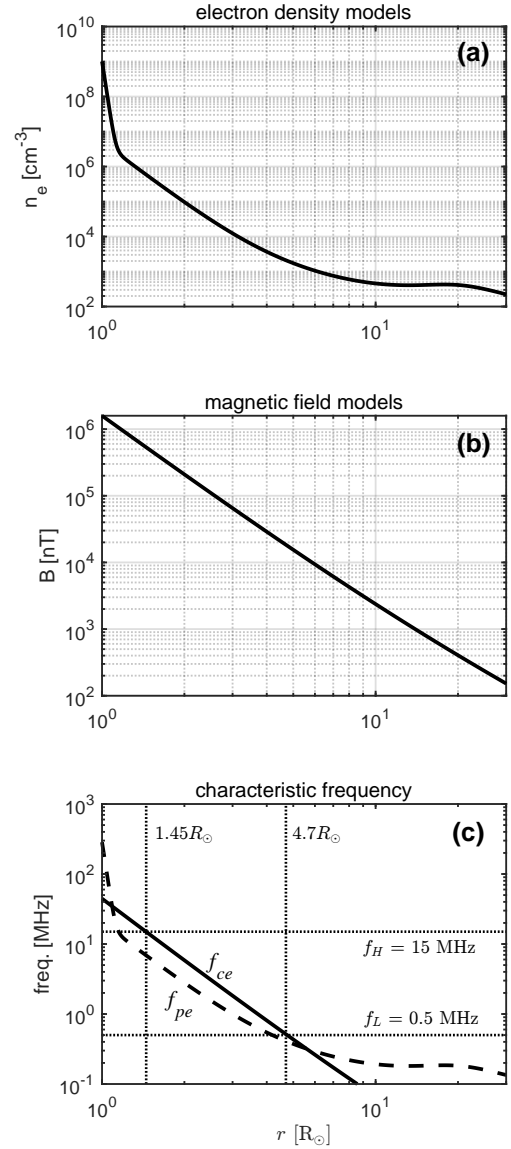 electron density models
(a)
n_e [cm^-3]
10^10
10^8
10^6
10^4
10^2
10^0
10^1
magnetic field models
(b)
B [nT]
10^6
10^5
10^4
10^3
10^2
10^0
10^1
characteristic frequency
(c)
freq. [MHz]
10^3
10^2
10^1
10^0
10^-1
1.45R_☉
4.7R_☉
f_H = 15 MHz
f_ce
f_pe
f_L = 0.5 MHz
10^0
10^1
r [R_☉]